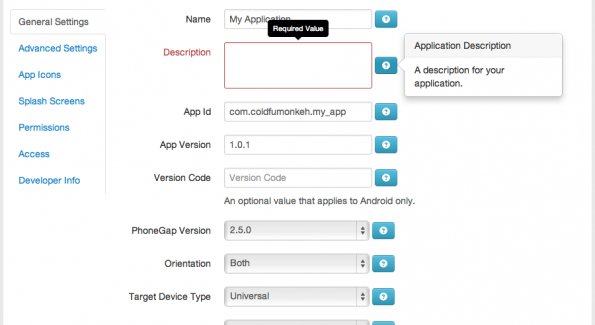 General Settings
Advanced Settings
App Icons
Splash Screens
Permissions
Access
Developer Info
Name
My Application
Required Value
Description
Application Description
A description for your
application.
App Id
com.coldfumonkeh.my_app
App Version
1.0.1
Version Code
Version Code
An optional value that applies to Android only.
PhoneGap Version
2.5.0
Orientation
Both
Target Device Type
Universal